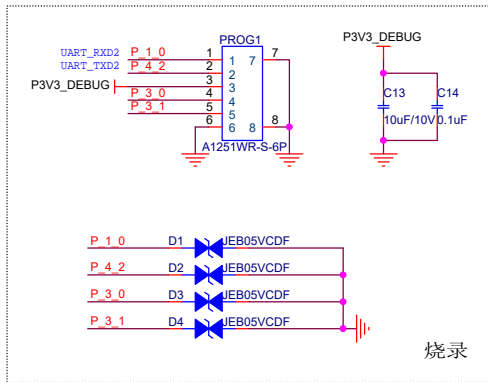 PROG1
P3V3_DEBUG
UART_RXD2 P_1_0 1 1 7 7
UART_TXD2 P_4_2 2 2
P3V3_DEBUG 3 3
P_3_0 4 4
P_3_1 5 5
6 6 8 8
A1251WR-S-6P
C13 C14
10uF/10V 0.1uF
P_1_0 D1 JEB05VCDF
P_4_2 D2 JEB05VCDF
P_3_0 D3 JEB05VCDF
P_3_1 D4 JEB05VCDF
烧录